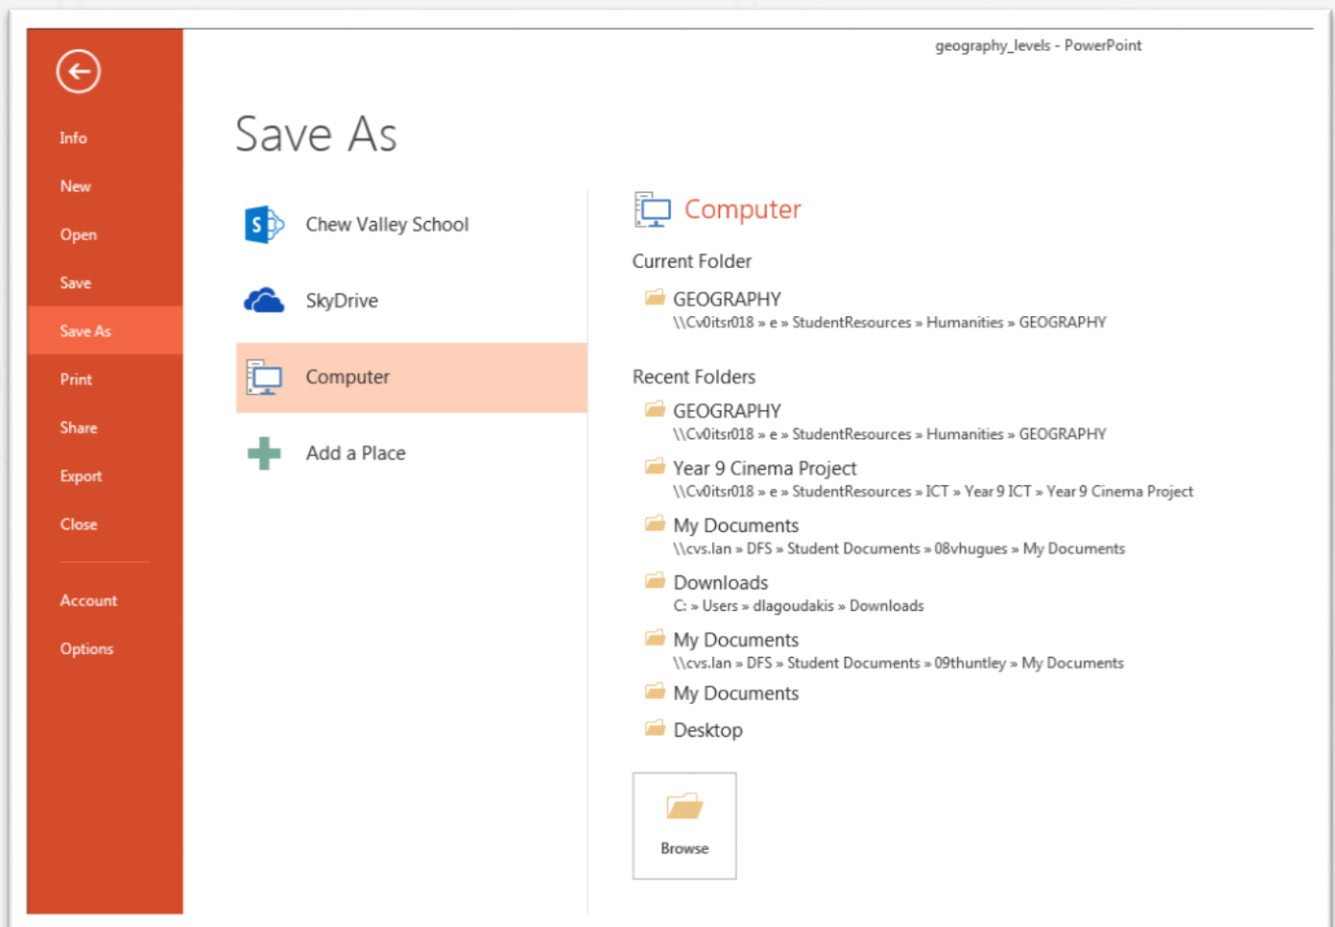 geography_levels - PowerPoint
Info
New
Open
Save
Save As
Print
Share
Export
Close
Account
Options
Save As
S
Chew Valley School
SkyDrive
Computer
Add a Place
Computer
Current Folder
GEOGRAPHY
\\Cv0itsr018 » e » StudentResources » Humanities » GEOGRAPHY
Recent Folders
GEOGRAPHY
\\Cv0itsr018 » e » StudentResources » Humanities » GEOGRAPHY
Year 9 Cinema Project
\\Cv0itsr018 » e » StudentResources » ICT » Year 9 ICT » Year 9 Cinema Project
My Documents
\\cvs.lan » DFS » Student Documents » 08vhugues » My Documents
Downloads
C: » Users » dlagoudakis » Downloads
My Documents
\\cvs.lan » DFS » Student Documents » 09thuntley » My Documents
My Documents
Desktop
Browse